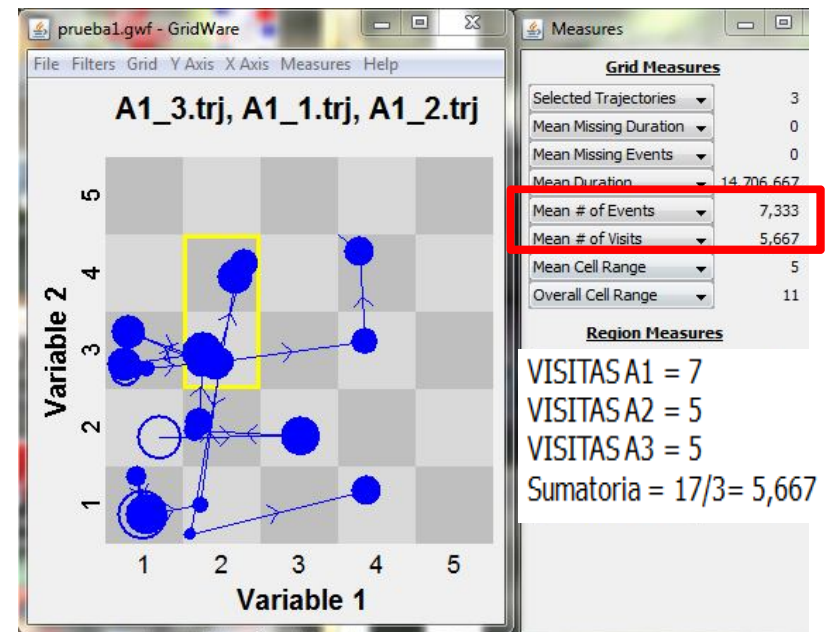 prueba1.gwf - GridWare
File Filters Grid Y Axis X Axis Measures Help
A1_3.trj, A1_1.trj, A1_2.trj
5
4
3
2
1
Variable 2
1 2 3 4 5
Variable 1
Measures
Grid Measures
Selected Trajectories 3
Mean Missing Duration 0
Mean Missing Events 0
Mean Duration 14.706,667
Mean # of Events 7,333
Mean # of Visits 5,667
Mean Cell Range 5
Overall Cell Range 11
Region Measures
VISITAS A1 = 7
VISITAS A2 = 5
VISITAS A3 = 5
Sumatoria = 17/3= 5,667